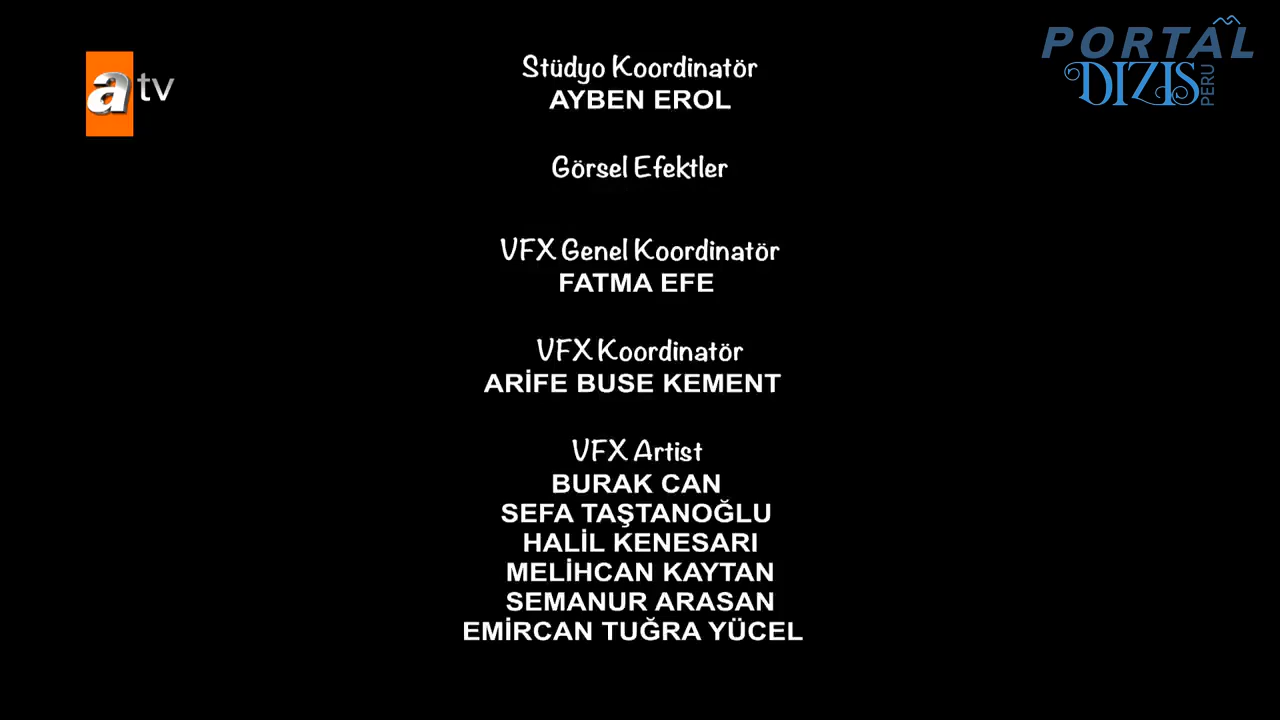 atv
PORTAL
DIZIS
PERU
Stüdyo Koordinatör
AYBEN EROL
Görsel Efektler
VFX Genel Koordinatör
FATMA EFE
VFX Koordinatör
ARİFE BUSE KEMENT
VFX Artist
BURAK CAN
SEFA TAŞTANOĞLU
HALİL KENESARI
MELİHCAN KAYTAN
SEMANUR ARASAN
EMİRCAN TUĞRA YÜCEL